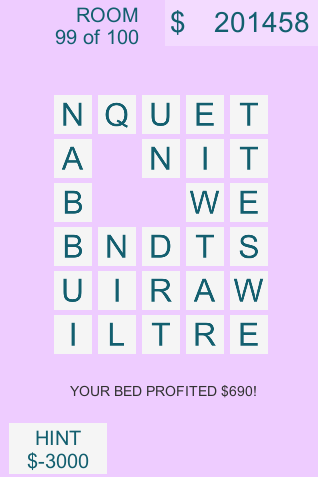 ROOM
99 of 100
$ 201458
N Q U E T
A N I T
B W E
B N D T S
U I R A W
I L T R E
YOUR BED PROFITED $690!
HINT
$-3000